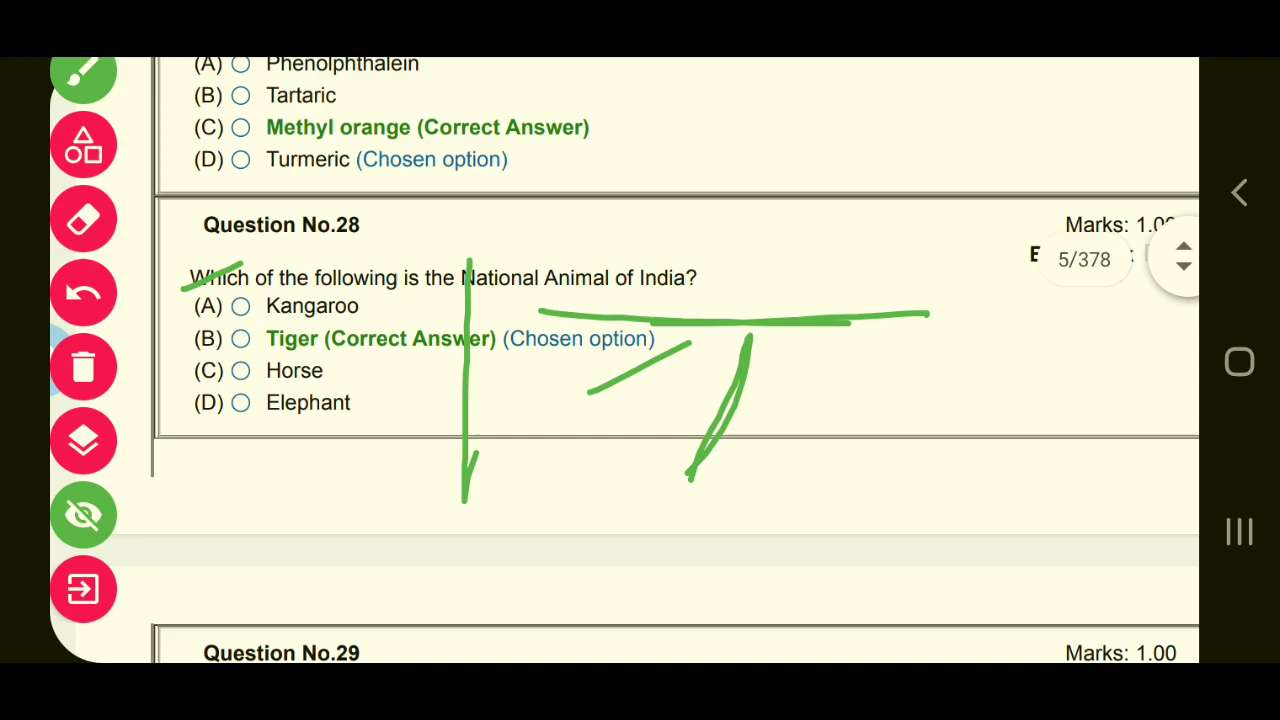 (A) Phenolphthalein
(B) Tartaric
(C) Methyl orange (Correct Answer)
(D) Turmeric (Chosen option)
Question No.28 Marks: 1.00
E 5/378
Which of the following is the National Animal of India?
(A) Kangaroo
(B) Tiger (Correct Answer) (Chosen option)
(C) Horse
(D) Elephant
Question No.29 Marks: 1.00